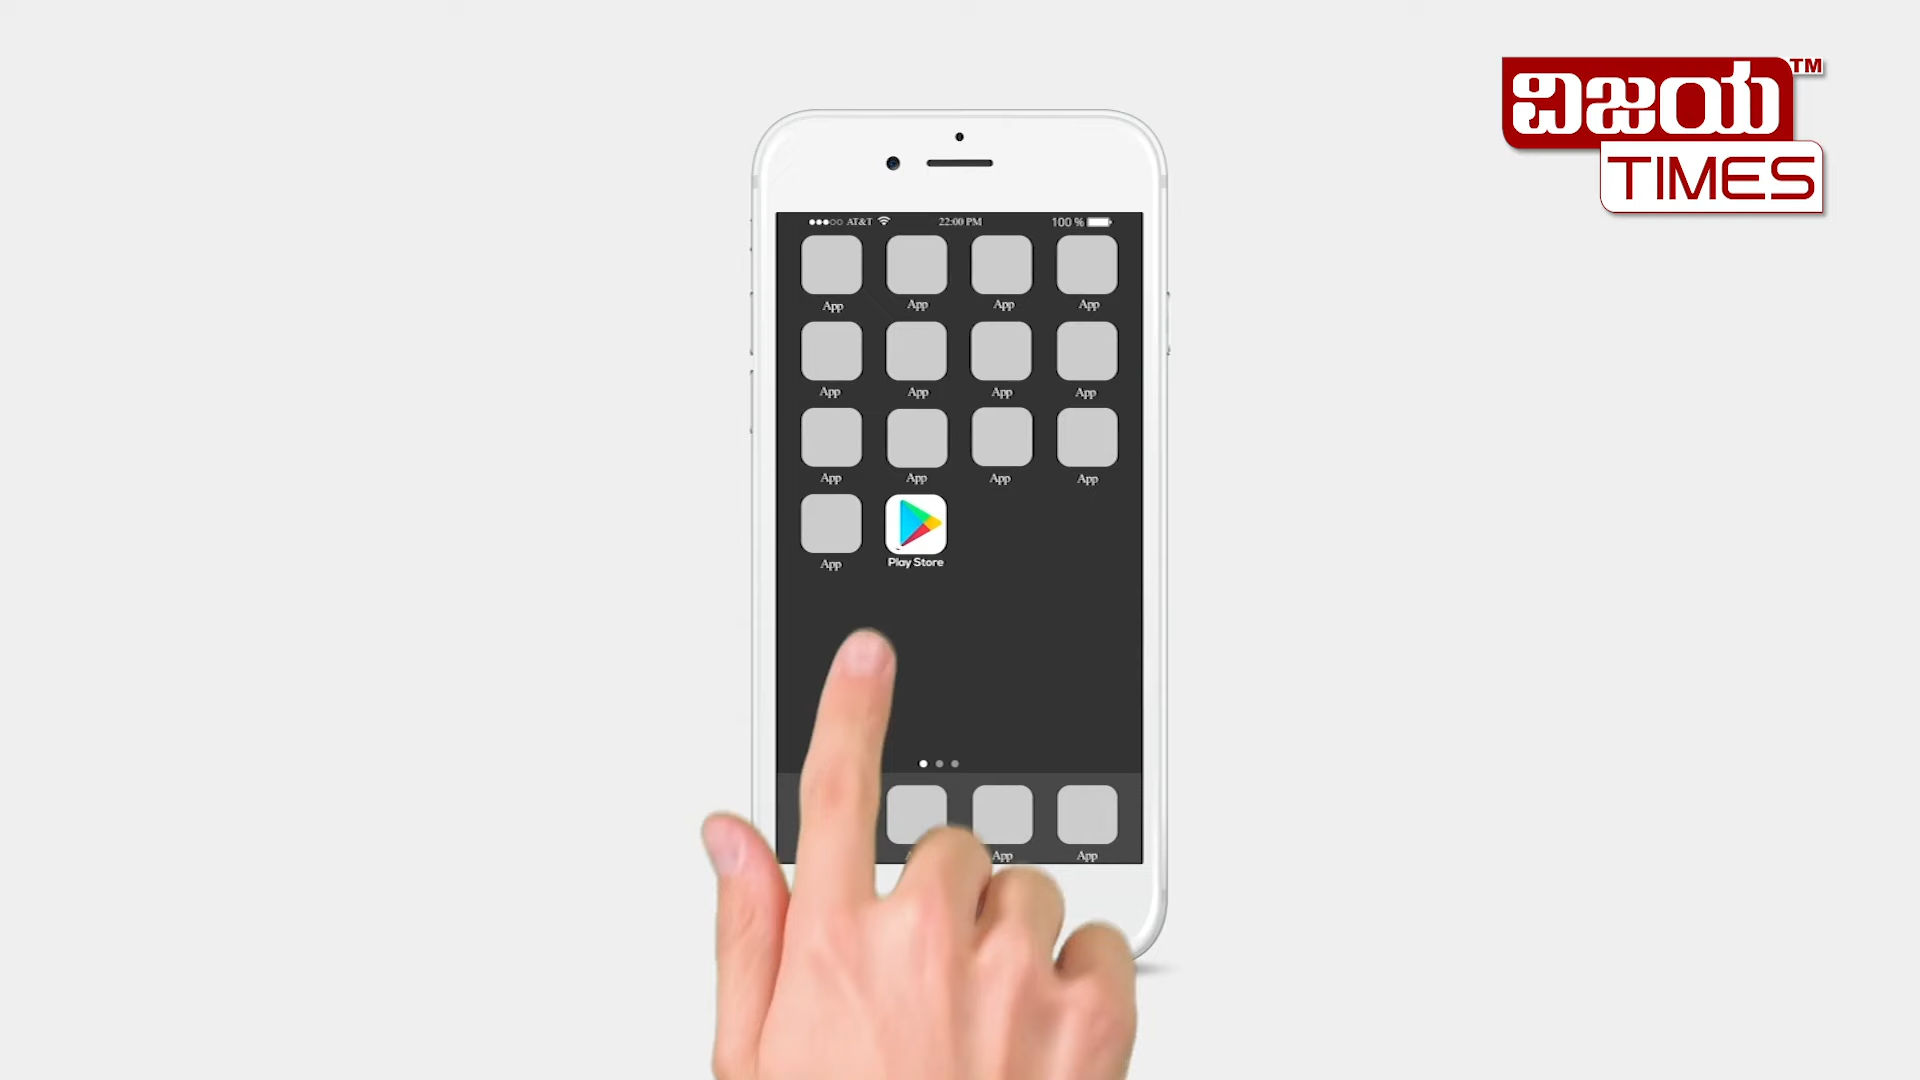 ವಿಜಯ TM
TIMES
AT&T 22:00 PM 100 %
App App App App
App App App App
App App App App
App Play Store
App App